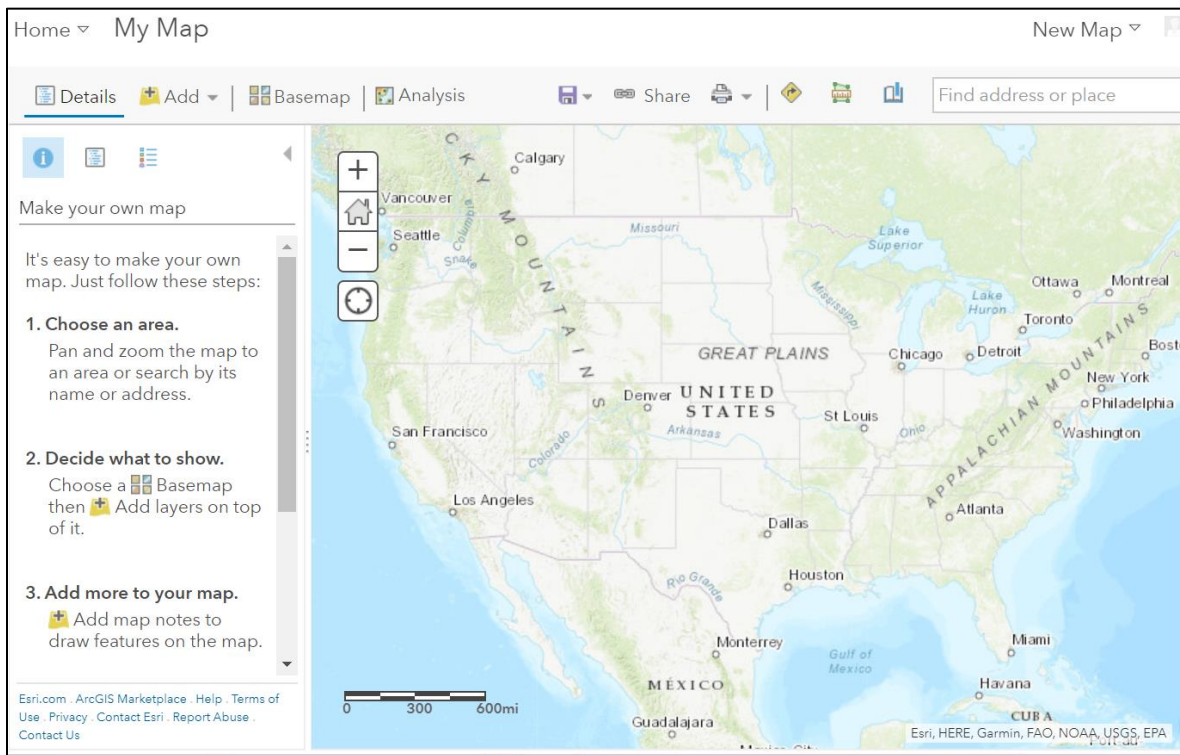 Home My Map New Map
Details Add Basemap Analysis Share Find address or place
Make your own map
It's easy to make your own
map. Just follow these steps:
1. Choose an area.
Pan and zoom the map to
an area or search by its
name or address.
2. Decide what to show.
Choose a Basemap
then Add layers on top
of it.
3. Add more to your map.
Add map notes to
draw features on the map.
Esri.com . ArcGIS Marketplace . Help . Terms of
Use . Privacy . Contact Esri . Report Abuse .
Contact Us
+
−
CKY MOUNTAINS
Calgary
Vancouver
Columbia
Seattle
Snake
Missouri
Lake
Superior
Mississippi
Ottawa
Montreal
Lake
Huron
Toronto
GREAT PLAINS
Chicago
Detroit
Bost
APPALACHIAN MOUNTAINS
New York
Philadelphia
Washington
Denver
UNITED
STATES
St Louis
Ohio
San Francisco
Colorado
Arkansas
Los Angeles
Atlanta
Dallas
Rio Grande
Houston
Monterrey
Gulf of
Mexico
Miami
Havana
MÉXICO
CUBA
0 300 600mi
Guadalajara
Esri, HERE, Garmin, FAO, NOAA, USGS, EPA